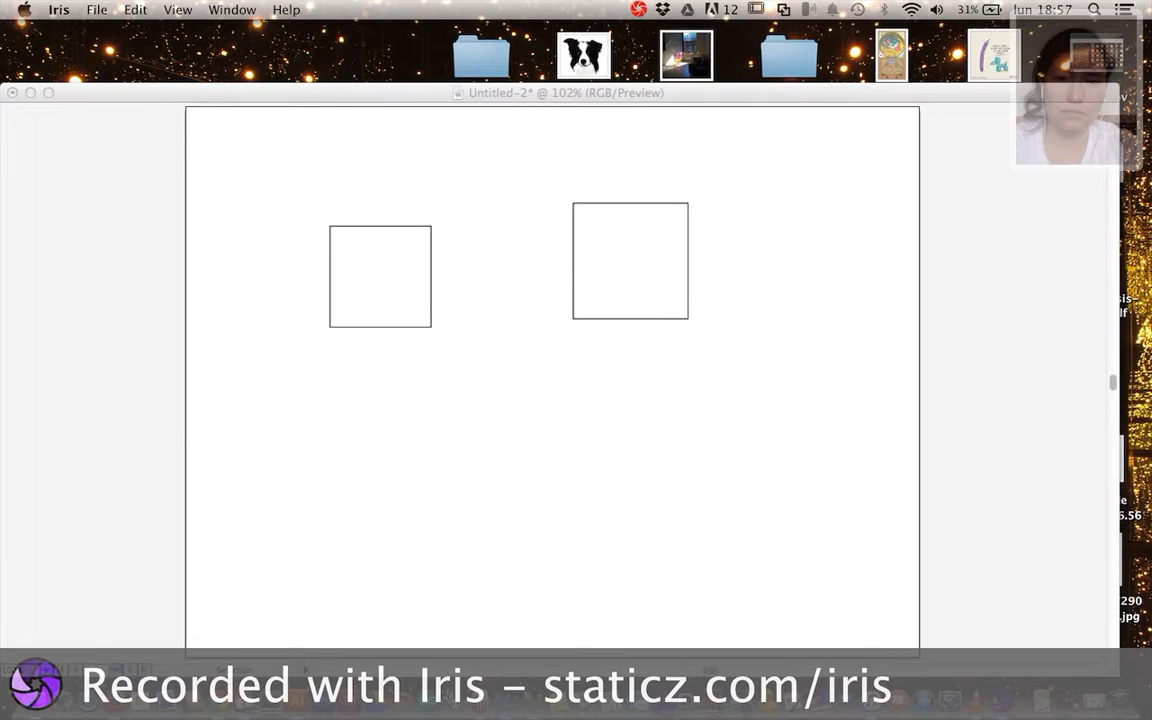 Iris File Edit View Window Help 12 31% lun 18:57
Untitled-2* @ 102% (RGB/Preview)
Recorded with Iris – staticz.com/iris